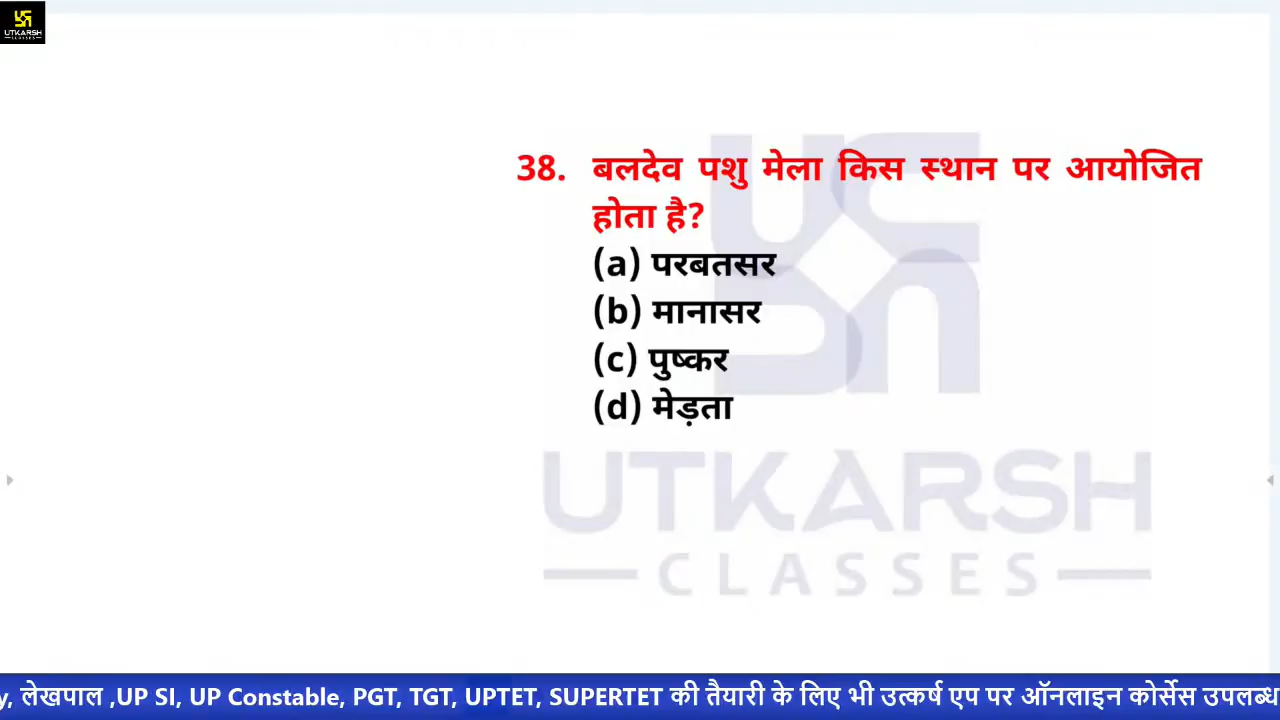 UTKARSH
CLASSES
38. बलदेव पशु मेला किस स्थान पर आयोजित
होता है?
(a) परबतसर
(b) मानासर
(c) पुष्कर
(d) मेड़ता
UTKARSH
CLASSES
y, लेखपाल ,UP SI, UP Constable, PGT, TGT, UPTET, SUPERTET की तैयारी के लिए भी उत्कर्ष एप पर ऑनलाइन कोर्सेस उपलब्ध